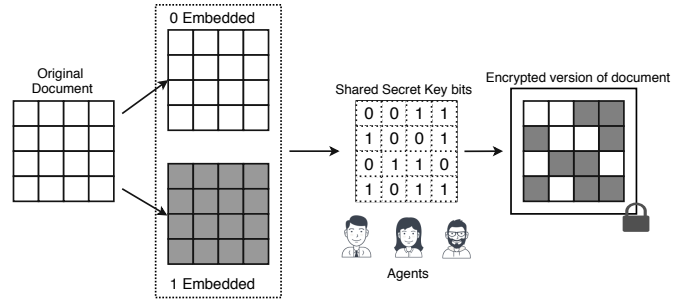 0 Embedded
Original
Document
1 Embedded
Shared Secret Key bits
0 0 1 1
1 0 0 1
0 1 1 0
1 0 1 1
Agents
Encrypted version of document